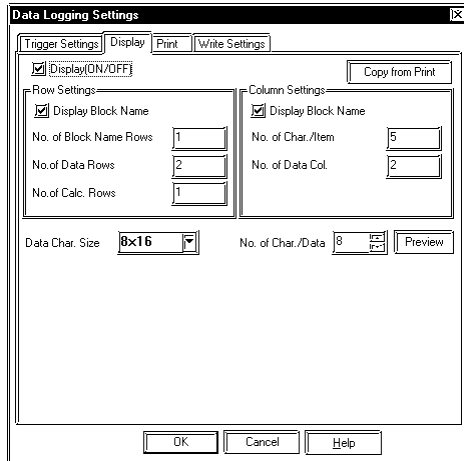 Data Logging Settings
Trigger Settings Display Print Write Settings
Display(ON/OFF) Copy from Print
Row Settings Column Settings
Display Block Name Display Block Name
No. of Block Name Rows 1 No. of Char./Item 5
No. of Data Rows 2 No. of Data Col. 2
No.of Calc. Rows 1
Data Char. Size 8×16 No. of Char./Data 8 Preview
OK Cancel Help